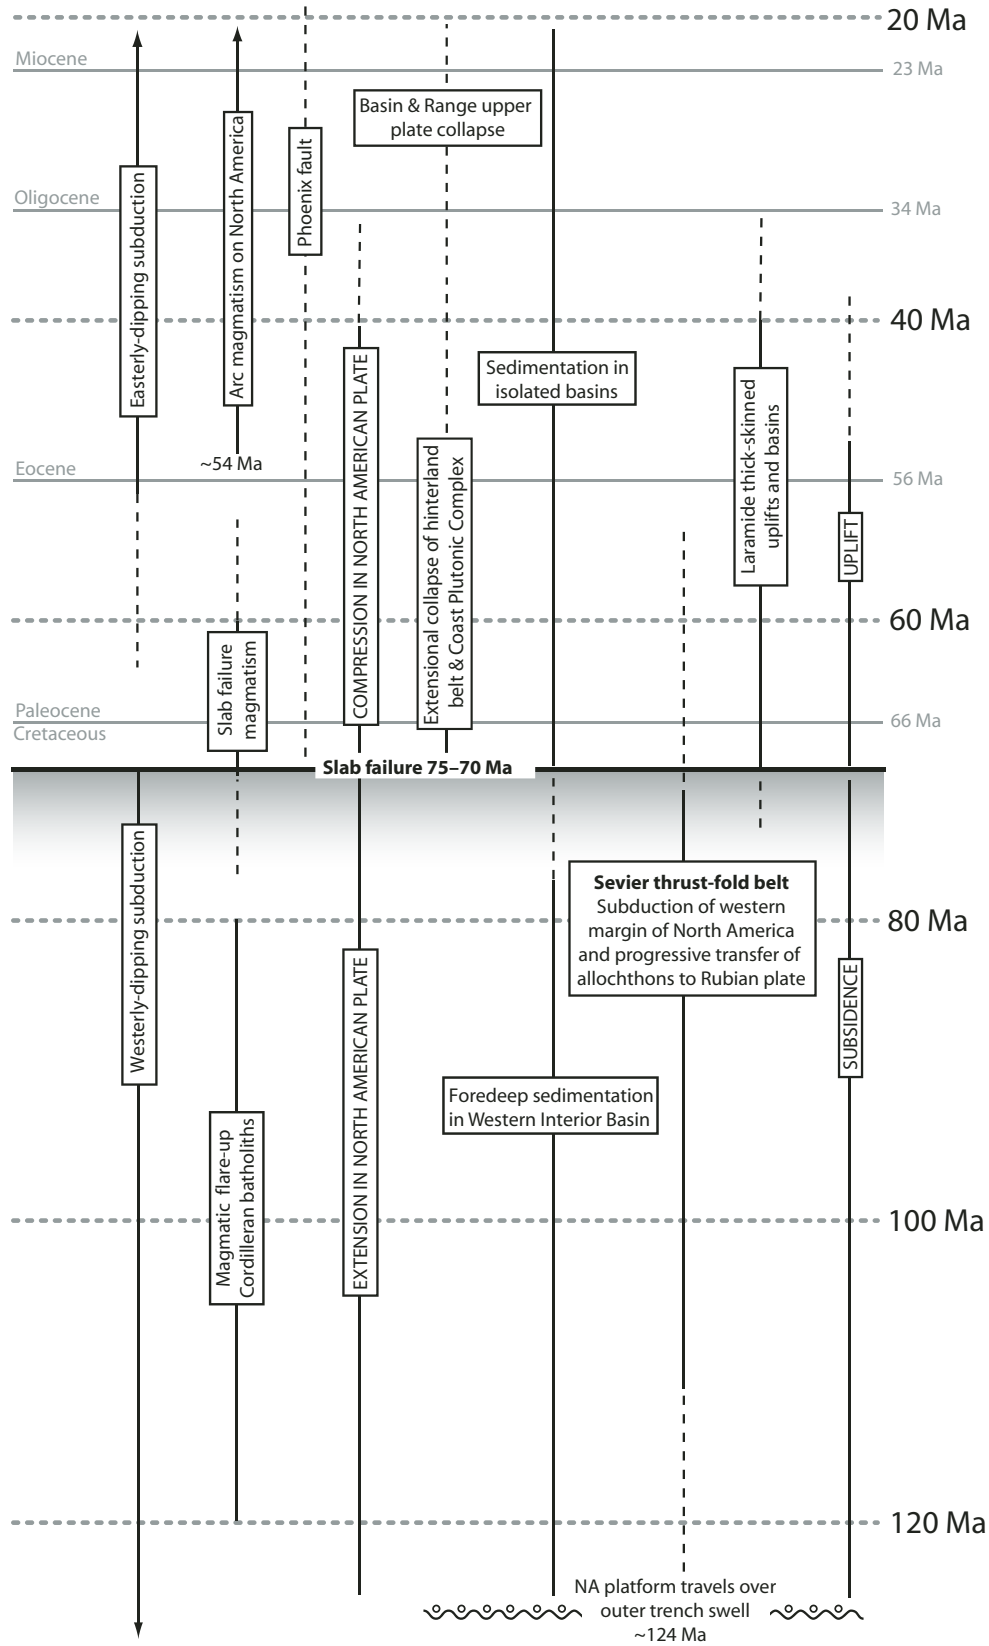 20 Ma
Miocene
23 Ma
Basin & Range upper
plate collapse
Phoenix fault
Arc magmatism on North America
Easterly-dipping subduction
Oligocene
34 Ma
40 Ma
COMPRESSION IN NORTH AMERICAN PLATE
Sedimentation in
isolated basins
Laramide thick-skinned
uplifts and basins
~54 Ma
Eocene
56 Ma
Extensional collapse of hinterland
belt & Coast Plutonic Complex
UPLIFT
60 Ma
Slab failure
magmatism
Paleocene
66 Ma
Cretaceous
Slab failure 75–70 Ma
Westerly-dipping subduction
Sevier thrust-fold belt
Subduction of western
margin of North America
and progressive transfer of
allochthons to Rubian plate
80 Ma
EXTENSION IN NORTH AMERICAN PLATE
SUBSIDENCE
Foredeep sedimentation
in Western Interior Basin
Magmatic flare-up
Cordilleran batholiths
100 Ma
120 Ma
NA platform travels over
outer trench swell
~124 Ma